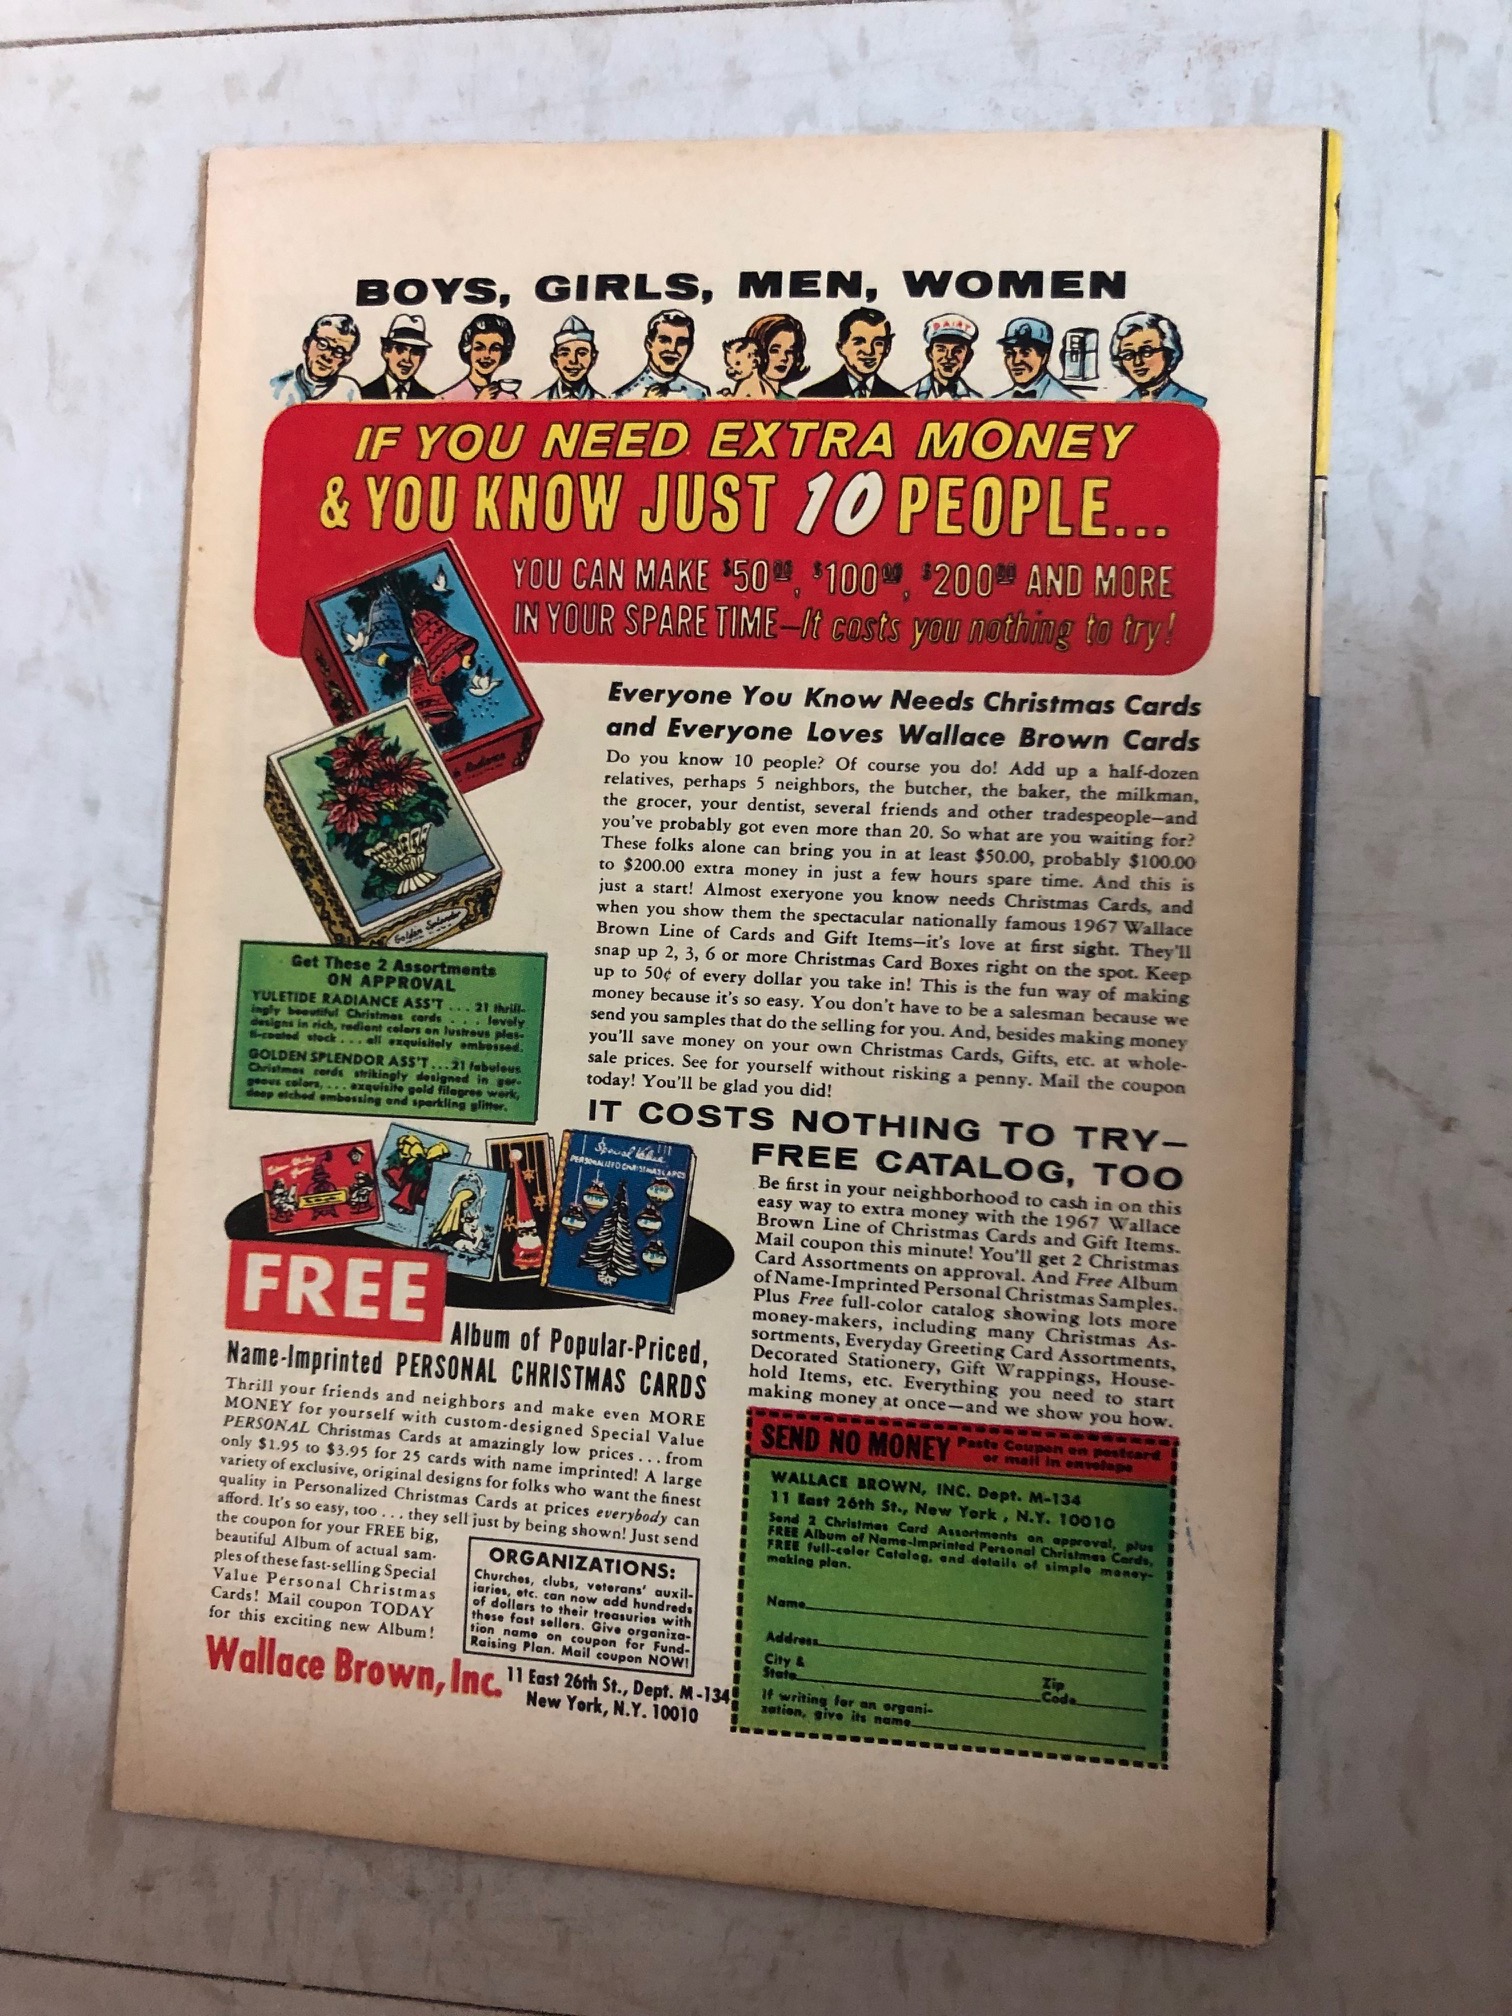 BOYS, GIRLS, MEN, WOMEN
DAIRY
IF YOU NEED EXTRA MONEY
& YOU KNOW JUST 10 PEOPLE...
YOU CAN MAKE $50.00, $100.00, $200.00 AND MORE
IN YOUR SPARE TIME—It costs you nothing to try!
Radiance
Golden Splendor
Everyone You Know Needs Christmas Cards
and Everyone Loves Wallace Brown Cards
Do you know 10 people? Of course you do! Add up a half-dozen
relatives, perhaps 5 neighbors, the butcher, the baker, the milkman,
the grocer, your dentist, several friends and other tradespeople—and
you've probably got even more than 20. So what are you waiting for?
These folks alone can bring you in at least $50.00, probably $100.00
to $200.00 extra money in just a few hours spare time. And this is
just a start! Almost exeryone you know needs Christmas Cards, and
when you show them the spectacular nationally famous 1967 Wallace
Brown Line of Cards and Gift Items—it's love at first sight. They'll
snap up 2, 3, 6 or more Christmas Card Boxes right on the spot. Keep
up to 50¢ of every dollar you take in! This is the fun way of making
money because it's so easy. You don't have to be a salesman because we
send you samples that do the selling for you. And, besides making money
you'll save money on your own Christmas Cards, Gifts, etc. at whole-
sale prices. See for yourself without risking a penny. Mail the coupon
today! You'll be glad you did!
Get These 2 Assortments
ON APPROVAL
YULETIDE RADIANCE ASS'T ... 21 thrill-
ingly beautiful Christmas cards ... lovely
designs in rich, radiant colors on lustrous plas-
ti-coated stock ... all exquisitely embossed.
GOLDEN SPLENDOR ASS'T ... 21 fabulous
Christmas cards strikingly designed in gor-
geous colors, ... exquisite gold filagree work,
deep etched embossing and sparkling glitter.
IT COSTS NOTHING TO TRY—
FREE CATALOG, TOO
Be first in your neighborhood to cash in on this
easy way to extra money with the 1967 Wallace
Brown Line of Christmas Cards and Gift Items.
Mail coupon this minute! You'll get 2 Christmas
Card Assortments on approval. And Free Album
of Name-Imprinted Personal Christmas Samples.
Plus Free full-color catalog showing lots more
money-makers, including many Christmas As-
sortments, Everyday Greeting Card Assortments,
Decorated Stationery, Gift Wrappings, House-
hold Items, etc. Everything you need to start
making money at once—and we show you how.
Special Value
PERSONALIZED CHRISTMAS CARDS
FREE
Album of Popular-Priced,
Name-Imprinted PERSONAL CHRISTMAS CARDS
Thrill your friends and neighbors and make even MORE
MONEY for yourself with custom-designed Special Value
PERSONAL Christmas Cards at amazingly low prices ... from
only $1.95 to $3.95 for 25 cards with name imprinted! A large
variety of exclusive, original designs for folks who want the finest
quality in Personalized Christmas Cards at prices everybody can
afford. It's so easy, too ... they sell just by being shown! Just send
the coupon for your FREE big,
beautiful Album of actual sam-
ples of these fast-selling Special
Value Personal Christmas
Cards! Mail coupon TODAY
for this exciting new Album!
ORGANIZATIONS:
Churches, clubs, veterans' auxil-
iaries, etc. can now add hundreds
of dollars to their treasuries with
these fast sellers. Give organiza-
tion name on coupon for Fund-
Raising Plan. Mail coupon NOW!
Wallace Brown, Inc. 11 East 26th St., Dept. M-134
New York, N.Y. 10010
SEND NO MONEY Paste Coupon on postcard
or mail in envelope
WALLACE BROWN, INC. Dept. M-134
11 East 26th St., New York, N.Y. 10010
Send 2 Christmas Card Assortments on approval, plus
FREE Album of Name-Imprinted Personal Christmas Cards,
FREE full-color Catalog, and details of simple money-
making plan.
Name
Address
City &
State
Zip
Code
If writing for an organi-
zation, give its name